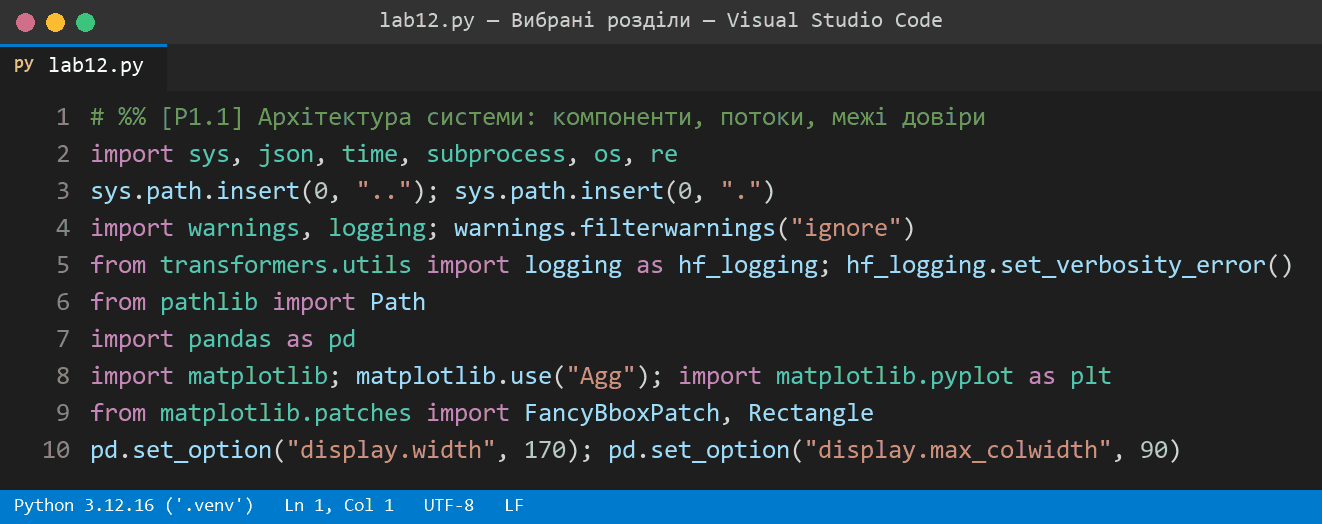 lab12.py — Вибрані розділи — Visual Studio Code
py lab12.py
1 # %% [P1.1] Архітектура системи: компоненти, потоки, межі довіри
2 import sys, json, time, subprocess, os, re
3 sys.path.insert(0, ".."); sys.path.insert(0, ".")
4 import warnings, logging; warnings.filterwarnings("ignore")
5 from transformers.utils import logging as hf_logging; hf_logging.set_verbosity_error()
6 from pathlib import Path
7 import pandas as pd
8 import matplotlib; matplotlib.use("Agg"); import matplotlib.pyplot as plt
9 from matplotlib.patches import FancyBboxPatch, Rectangle
10 pd.set_option("display.width", 170); pd.set_option("display.max_colwidth", 90)
Python 3.12.16 ('.venv') Ln 1, Col 1 UTF-8 LF